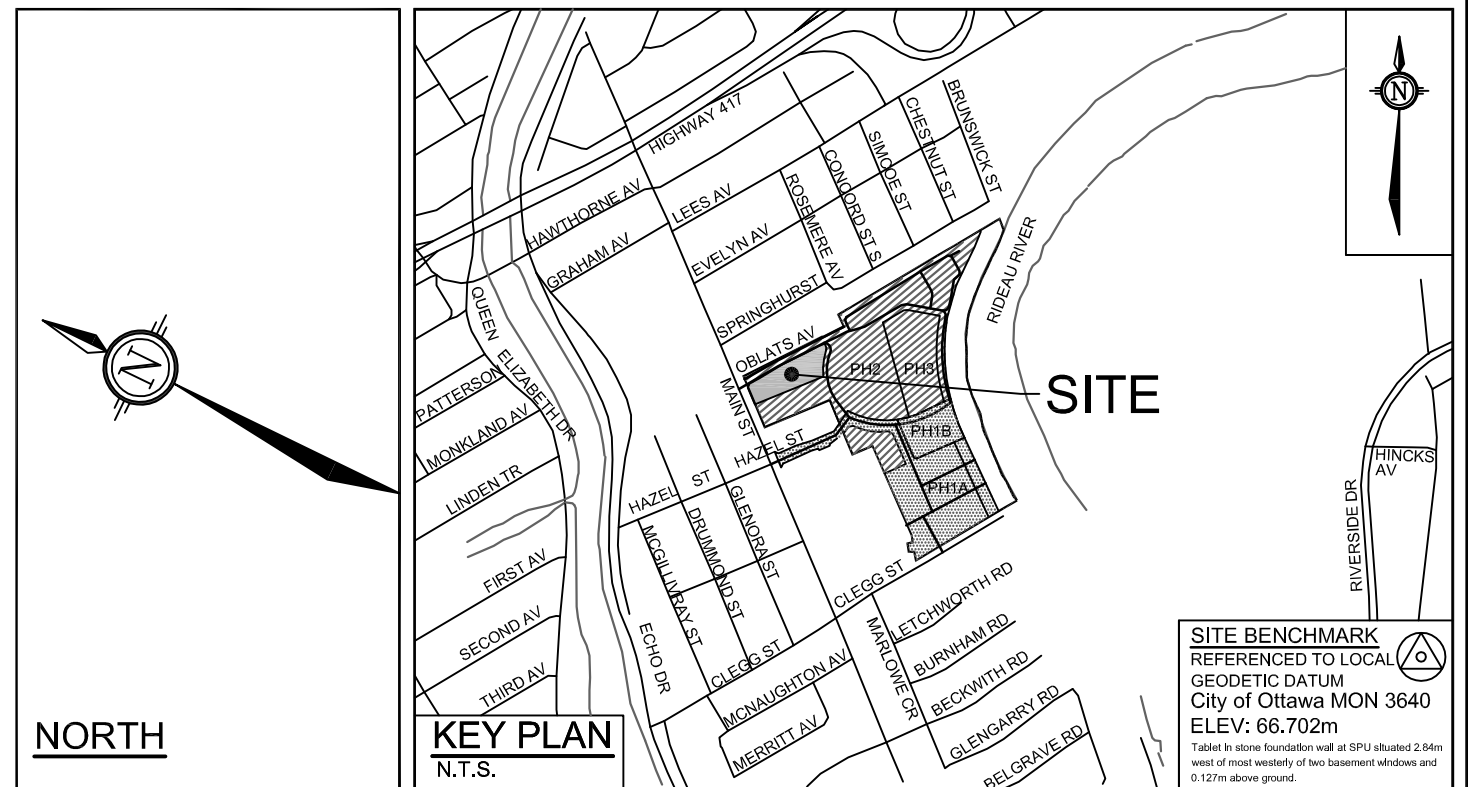 N
NORTH
KEY PLAN
N.T.S.
N
HIGHWAY 417
BRUNSWICK ST
CHESTNUT ST
SIMCOE ST
CONCORD ST S
ROSEMERE AV
LEES AV
HAWTHORNE AV
GRAHAM AV
EVELYN AV
SPRINGHURST
OBLATS AV
RIDEAU RIVER
QUEEN ELIZABETH DR
PATTERSON
MONKLAND AV
LINDEN TR
MAIN ST
PH2
PH3
SITE
PH1B
PH1A
HAZEL ST
HAZEL ST
GLENORA ST
DRUMMOND ST
MCGILLIVRAY ST
FIRST AV
SECOND AV
THIRD AV
ECHO DR
CLEGG ST
CLEGG ST
LETCHWORTH RD
BURNHAM RD
BECKWITH RD
MARLOWE CR
MCNAUGHTON AV
MERRITT AV
GLENGARRY RD
BELGRAVE RD
HINCKS
AV
RIVERSIDE DR
SITE BENCHMARK
REFERENCED TO LOCAL
GEODETIC DATUM
City of Ottawa MON 3640
ELEV: 66.702m
Tablet in stone foundation wall at SPU situated 2.84m
west of most westerly of two basement windows and
0.127m above ground.